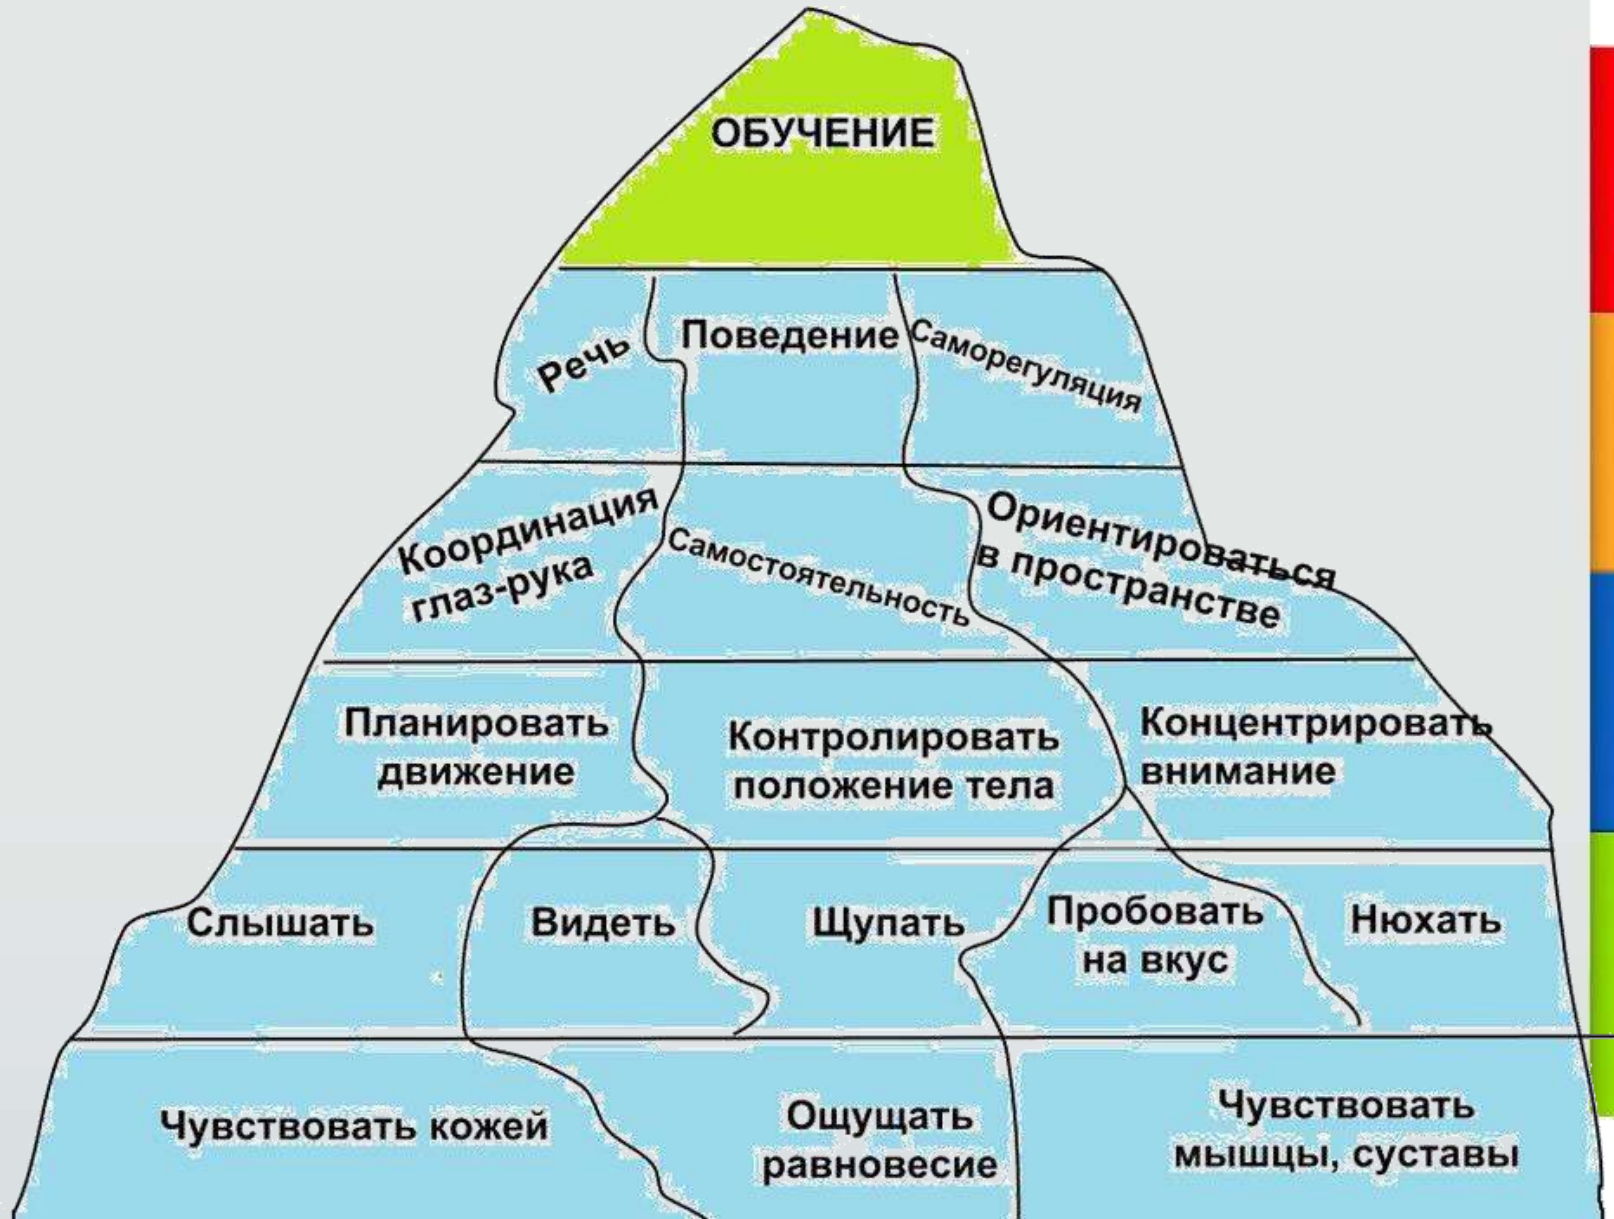 ОБУЧЕНИЕ
Речь
Поведение
Саморегуляция
Координация
глаз-рука
Самостоятельность
Ориентироваться
в пространстве
Планировать
движение
Контролировать
положение тела
Концентрировать
внимание
Слышать
Видеть
Щупать
Пробовать
на вкус
Нюхать
Чувствовать кожей
Ощущать
равновесие
Чувствовать
мышцы, суставы